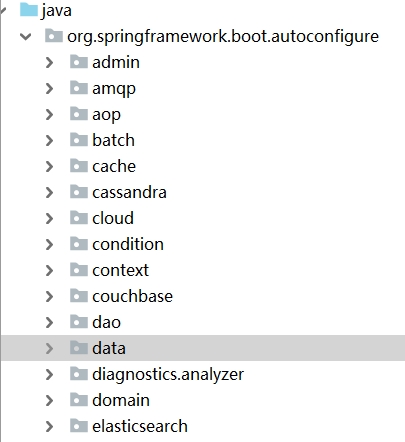 java
org.springframework.boot.autoconfigure
admin
amqp
aop
batch
cache
cassandra
cloud
condition
context
couchbase
dao
data
diagnostics.analyzer
domain
elasticsearch